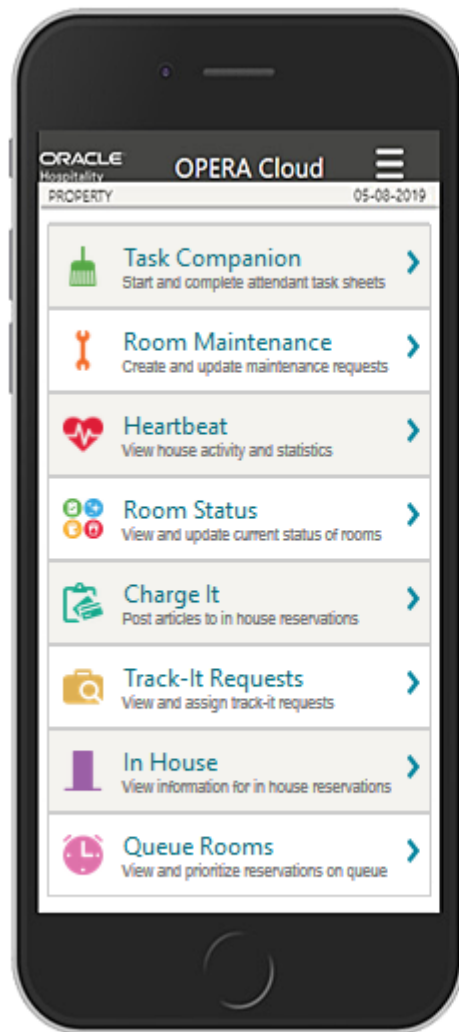 ORACLE
Hospitality
OPERA Cloud
PROPERTY 05-08-2019
Task Companion
Start and complete attendant task sheets
Room Maintenance
Create and update maintenance requests
Heartbeat
View house activity and statistics
Room Status
View and update current status of rooms
Charge It
Post articles to in house reservations
Track-It Requests
View and assign track-it requests
In House
View information for in house reservations
Queue Rooms
View and prioritize reservations on queue